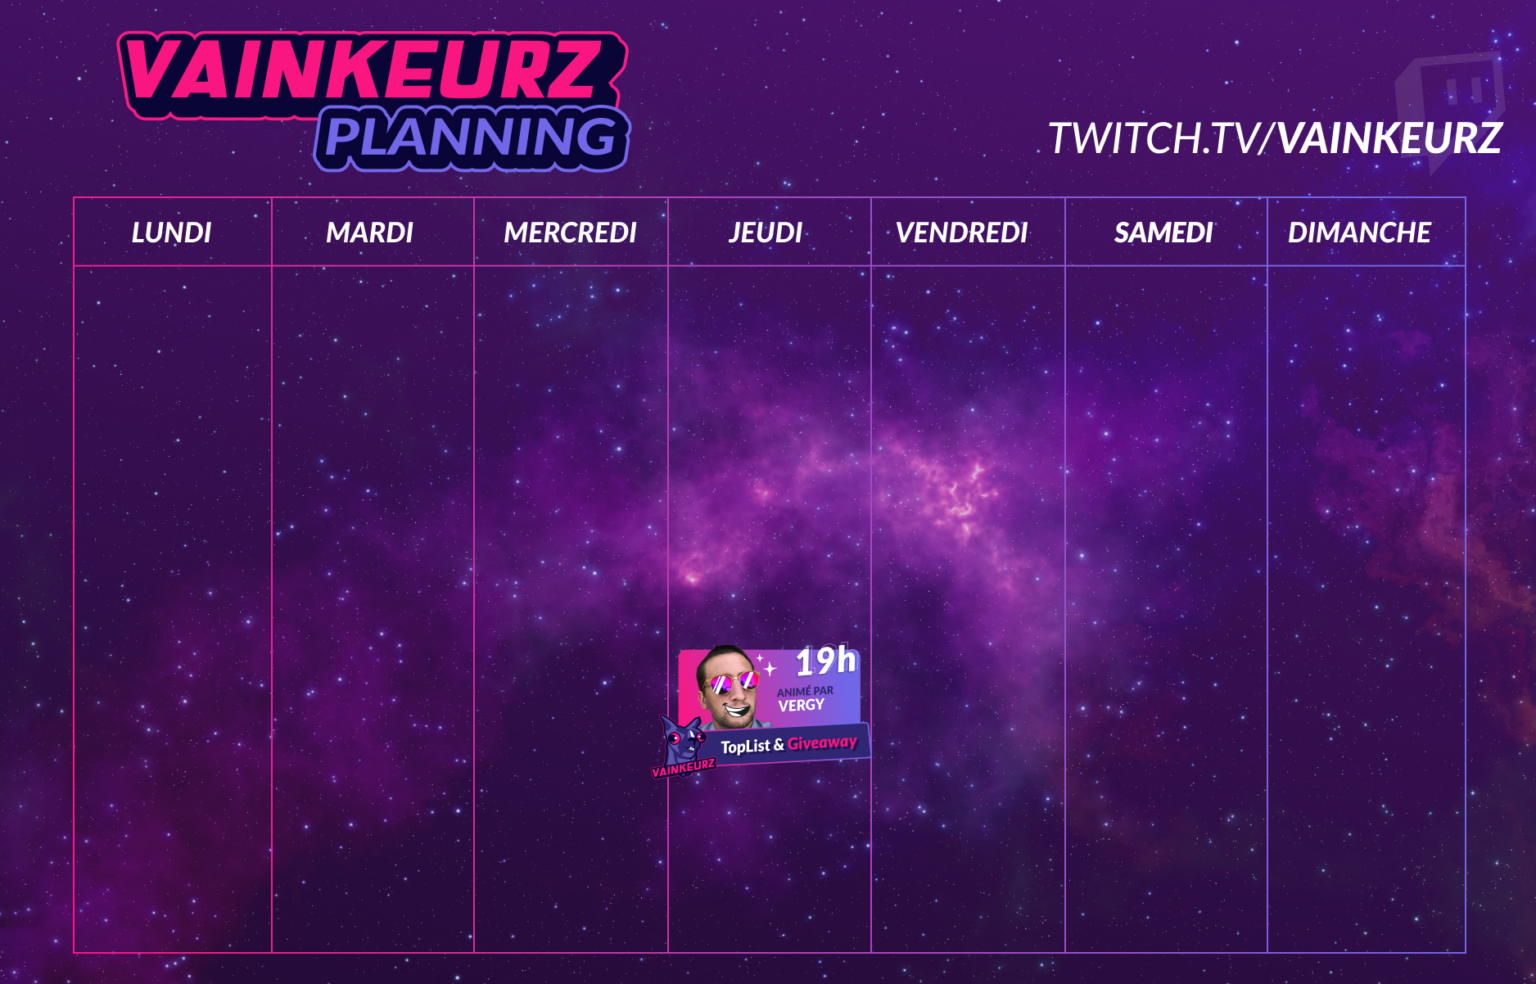 VAINKEURZ
PLANNING
TWITCH.TV/VAINKEURZ
LUNDI
MARDI
MERCREDI
JEUDI
VENDREDI
SAMEDI
DIMANCHE
19h
ANIMÉ PAR
VERGY
TopList & Giveaway
VAINKEURZ